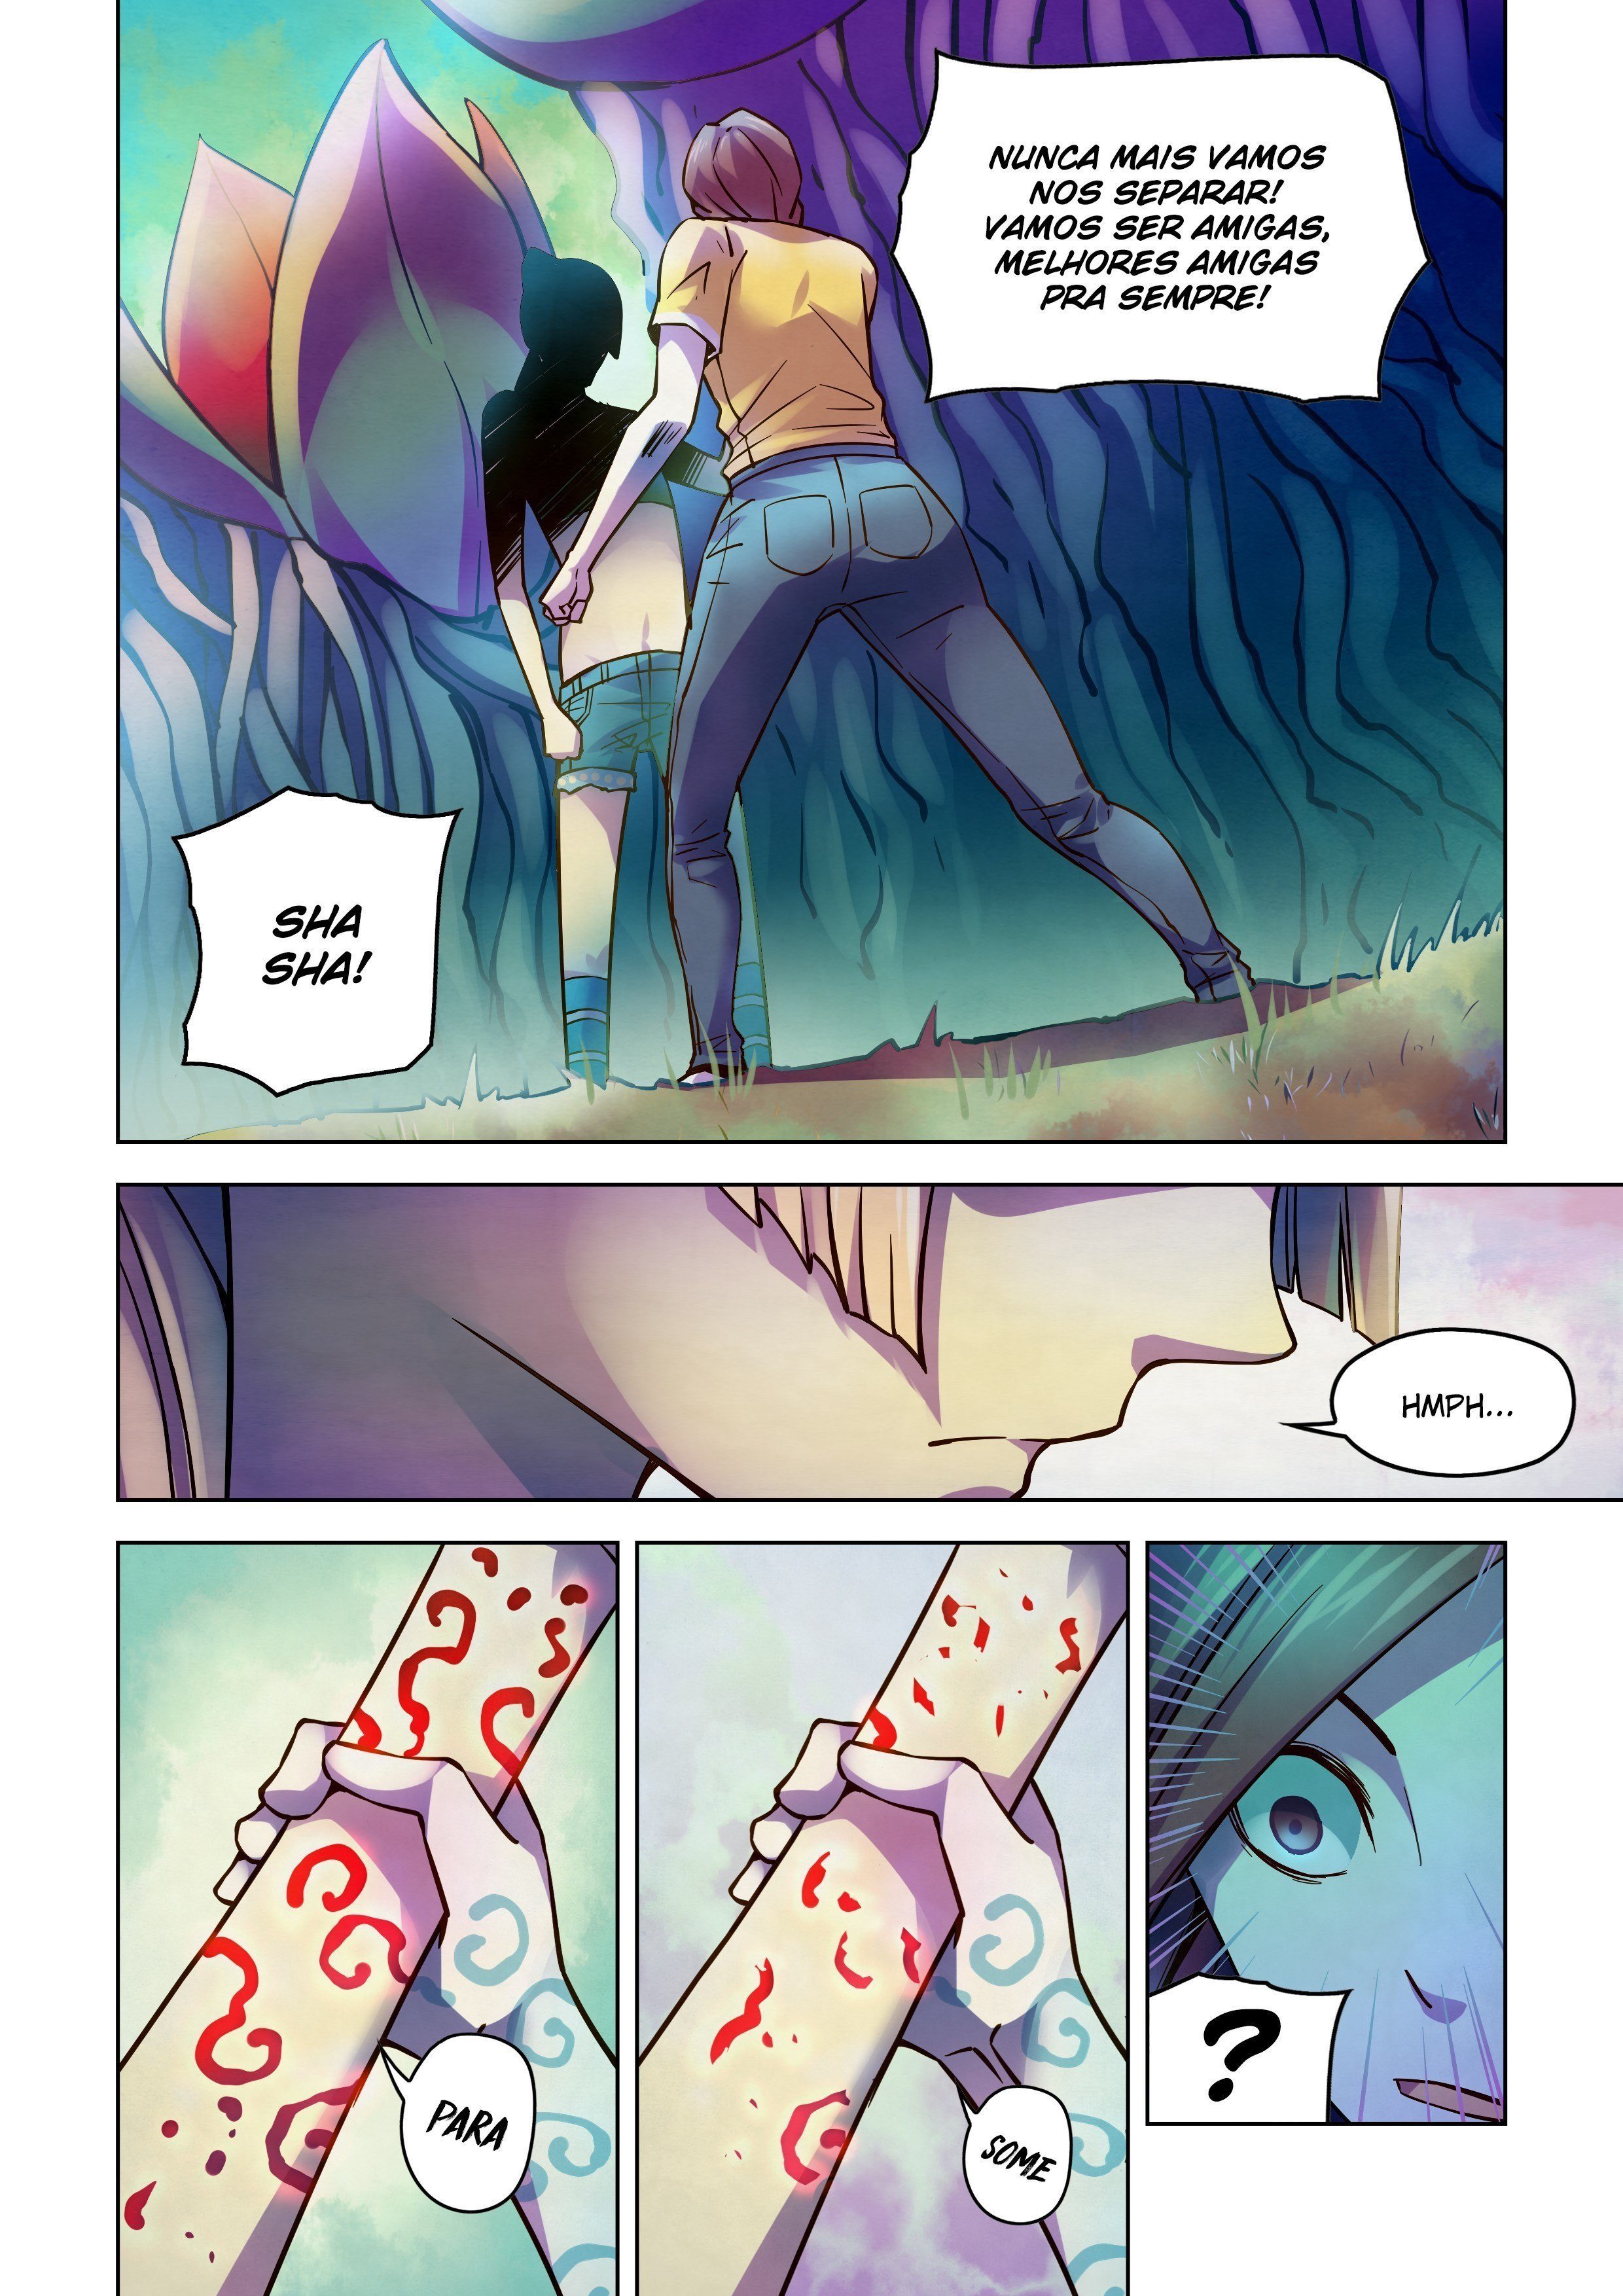 NUNCA MAIS VAMOS
NOS SEPARAR!
VAMOS SER AMIGAS,
MELHORES AMIGAS
PRA SEMPRE!
SHA
SHA!
HMPH...
PARA
SOME
?